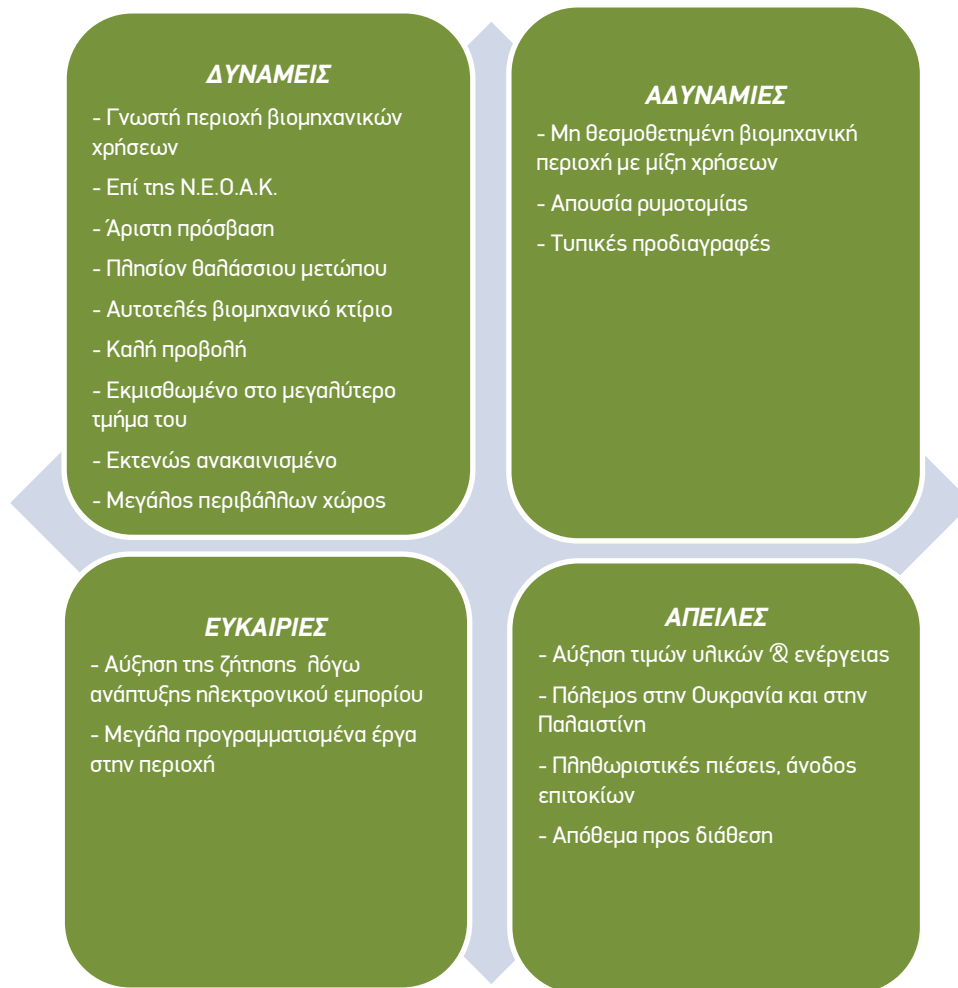 ΔΥΝΑΜΕΙΣ
- Γνωστή περιοχή βιομηχανικών
χρήσεων
- Επί της Ν.Ε.Ο.Α.Κ.
- Άριστη πρόσβαση
- Πλησίον θαλάσσιου μετώπου
- Αυτοτελές βιομηχανικό κτίριο
- Καλή προβολή
- Εκμισθωμένο στο μεγαλύτερο
τμήμα του
- Εκτενώς ανακαινισμένο
- Μεγάλος περιβάλλων χώρος
ΑΔΥΝΑΜΙΕΣ
- Μη θεσμοθετημένη βιομηχανική
περιοχή με μίξη χρήσεων
- Απουσία ρυμοτομίας
- Τυπικές προδιαγραφές
ΕΥΚΑΙΡΙΕΣ
- Αύξηση της ζήτησης λόγω
ανάπτυξης ηλεκτρονικού εμπορίου
- Μεγάλα προγραμματισμένα έργα
στην περιοχή
ΑΠΕΙΛΕΣ
- Αύξηση τιμών υλικών & ενέργειας
- Πόλεμος στην Ουκρανία και στην
Παλαιστίνη
- Πληθωριστικές πιέσεις, άνοδος
επιτοκίων
- Απόθεμα προς διάθεση